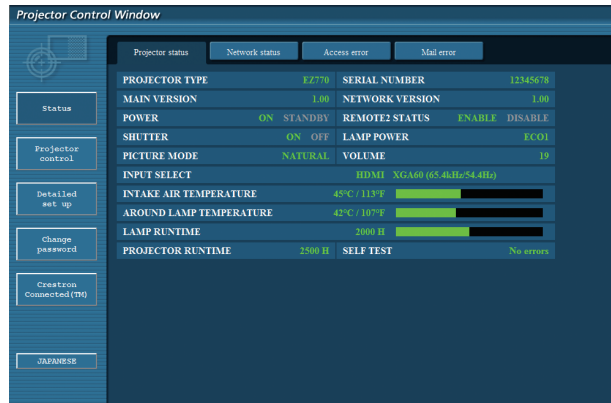 Projector Control Window
Projector status Network status Access error Mail error
Status
Projector control
Detailed set up
Change password
Crestron Connected(TM)
JAPANESE
PROJECTOR TYPE EZ770 SERIAL NUMBER 12345678
MAIN VERSION 1.00 NETWORK VERSION 1.00
POWER ON STANDBY REMOTE2 STATUS ENABLE DISABLE
SHUTTER ON OFF LAMP POWER ECO1
PICTURE MODE NATURAL VOLUME 19
INPUT SELECT HDMI XGA60 (65.4kHz/54.4Hz)
INTAKE AIR TEMPERATURE 45°C / 113°F
AROUND LAMP TEMPERATURE 42°C / 107°F
LAMP RUNTIME 2000 H
PROJECTOR RUNTIME 2500 H SELF TEST No errors